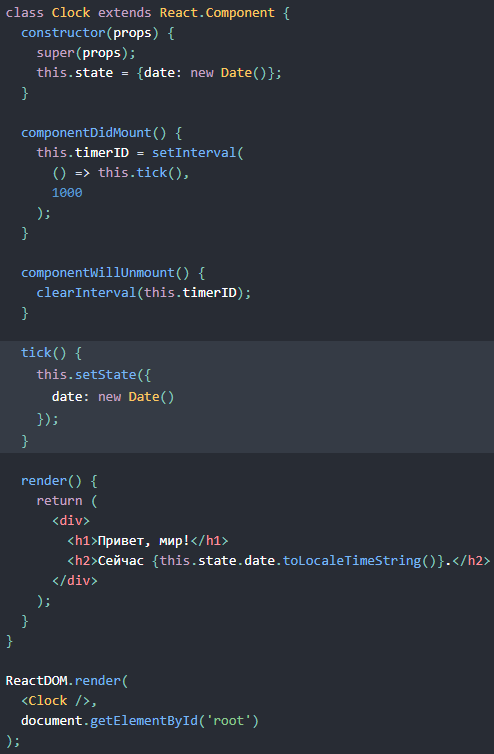 class Clock extends React.Component {
  constructor(props) {
    super(props);
    this.state = {date: new Date()};
  }

  componentDidMount() {
    this.timerID = setInterval(
      () => this.tick(),
      1000
    );
  }

  componentWillUnmount() {
    clearInterval(this.timerID);
  }

  tick() {
    this.setState({
      date: new Date()
    });
  }

  render() {
    return (
      <div>
        <h1>Привет, мир!</h1>
        <h2>Сейчас {this.state.date.toLocaleTimeString()}.</h2>
      </div>
    );
  }
}

ReactDOM.render(
  <Clock />,
  document.getElementById('root')
);